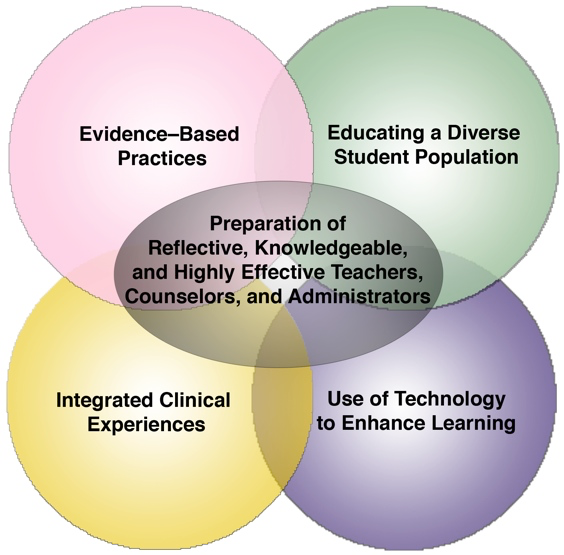 Evidence–Based
Practices
Educating a Diverse
Student Population
Preparation of
Reflective, Knowledgeable,
and Highly Effective Teachers,
Counselors, and Administrators
Integrated Clinical
Experiences
Use of Technology
to Enhance Learning